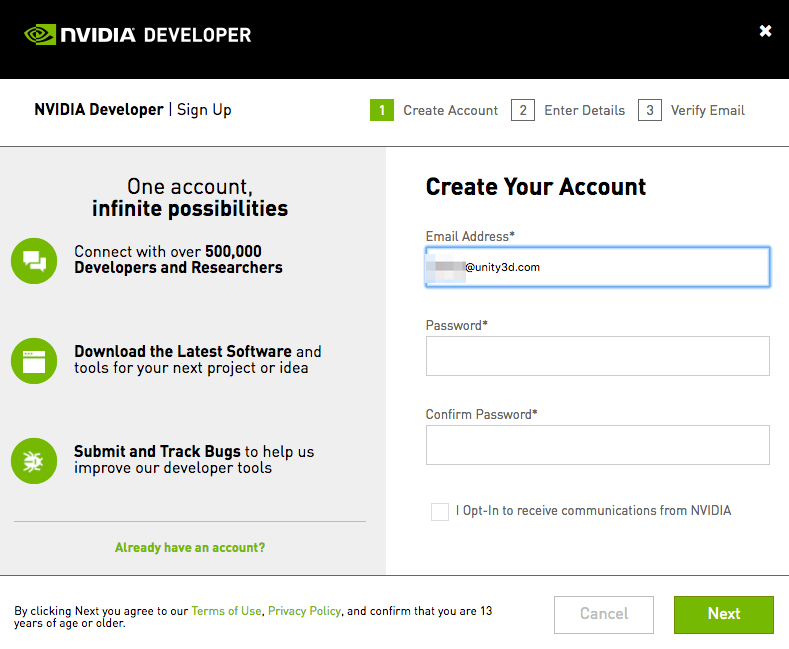 NVIDIA DEVELOPER
NVIDIA Developer | Sign Up
1 Create Account 2 Enter Details 3 Verify Email
One account,
infinite possibilities
Connect with over 500,000
Developers and Researchers
Download the Latest Software and
tools for your next project or idea
Submit and Track Bugs to help us
improve our developer tools
Already have an account?
Create Your Account
Email Address*
@unity3d.com
Password*
Confirm Password*
I Opt-In to receive communications from NVIDIA
By clicking Next you agree to our Terms of Use, Privacy Policy, and confirm that you are 13
years of age or older.
Cancel
Next